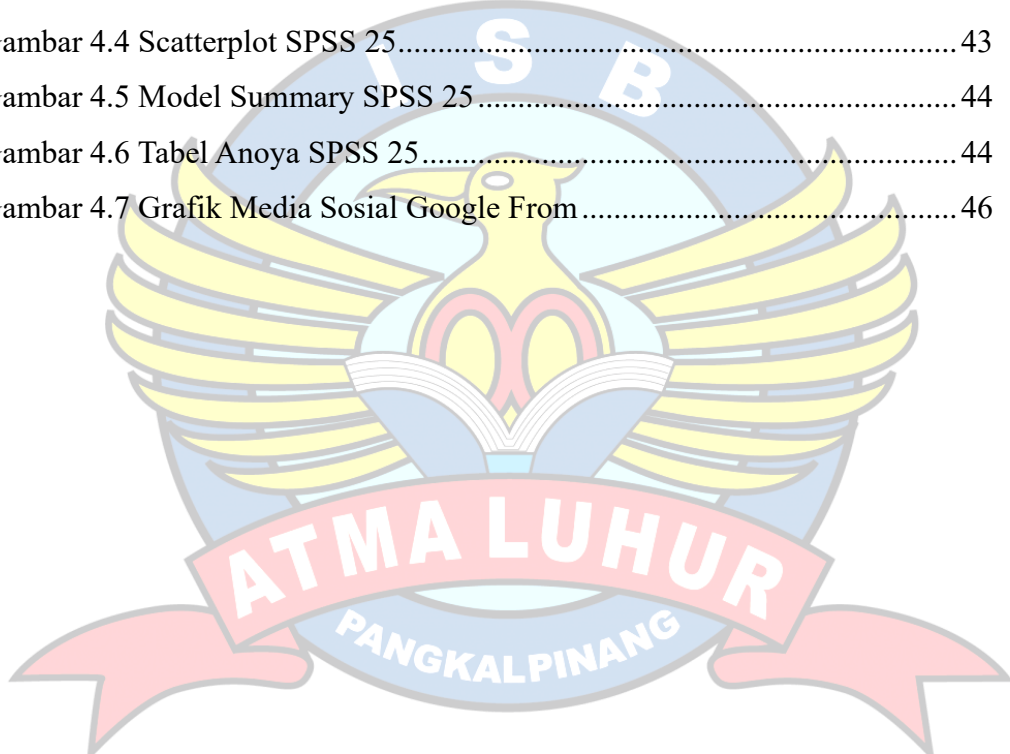 ambar 4.4 Scatterplot SPSS 25...................................................................... 43
ambar 4.5 Model Summary SPSS 25............................................................. 44
ambar 4.6 Tabel Anoya SPSS 25................................................................... 44
ambar 4.7 Grafik Media Sosial Google From............................................... 46
I S B
ATMA LUHUR
PANGKALPINANG